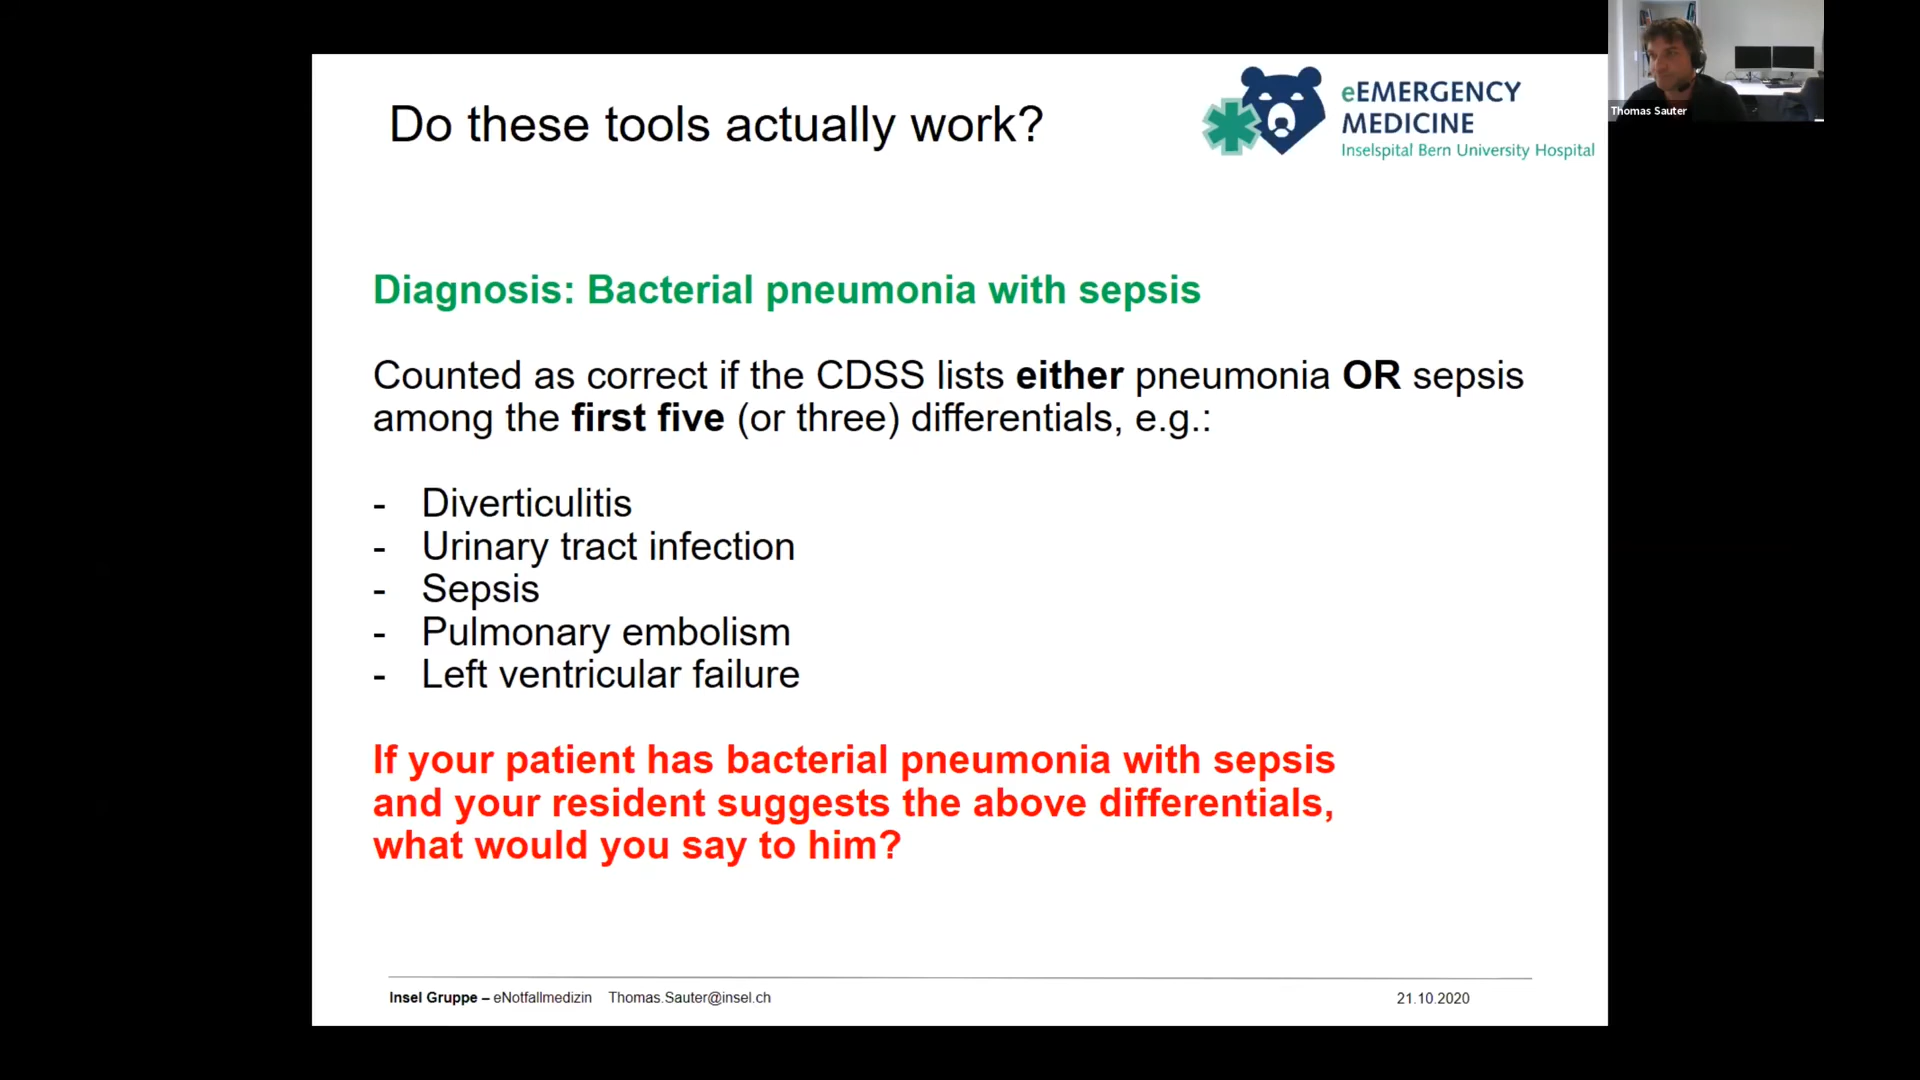 Do these tools actually work?
eEMERGENCY
MEDICINE
Inselspital Bern University Hospital
Thomas Sauter
Diagnosis: Bacterial pneumonia with sepsis
Counted as correct if the CDSS lists either pneumonia OR sepsis
among the first five (or three) differentials, e.g.:
- Diverticulitis
- Urinary tract infection
- Sepsis
- Pulmonary embolism
- Left ventricular failure
If your patient has bacterial pneumonia with sepsis
and your resident suggests the above differentials,
what would you say to him?
Insel Gruppe – eNotfallmedizin Thomas.Sauter@insel.ch
21.10.2020